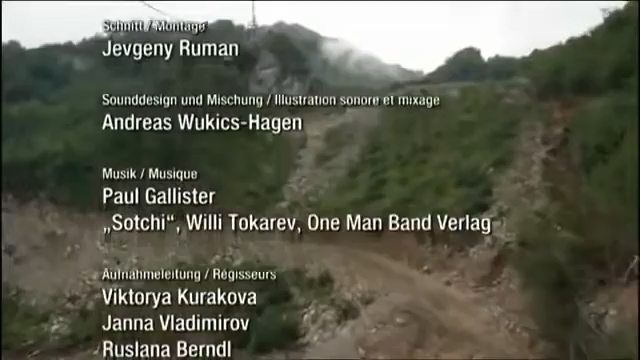 Schnitt / Montage
Jevgeny Ruman
Sounddesign und Mischung / Illustration sonore et mixage
Andreas Wukics-Hagen
Musik / Musique
Paul Gallister
„Sotchi“, Willi Tokarev, One Man Band Verlag
Aufnahmeleitung / Régisseurs
Viktorya Kurakova
Janna Vladimirov
Ruslana Berndl